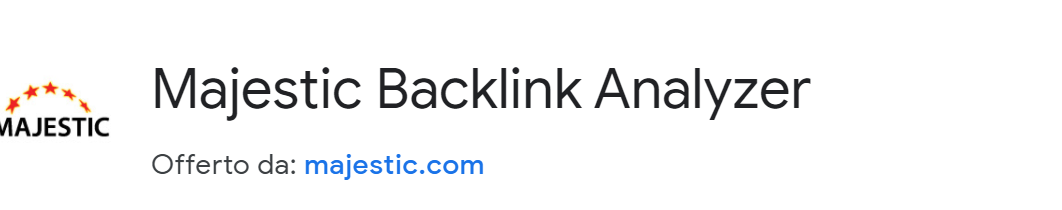 Majestic Backlink Analyzer
MAJESTIC
Offerto da: majestic.com